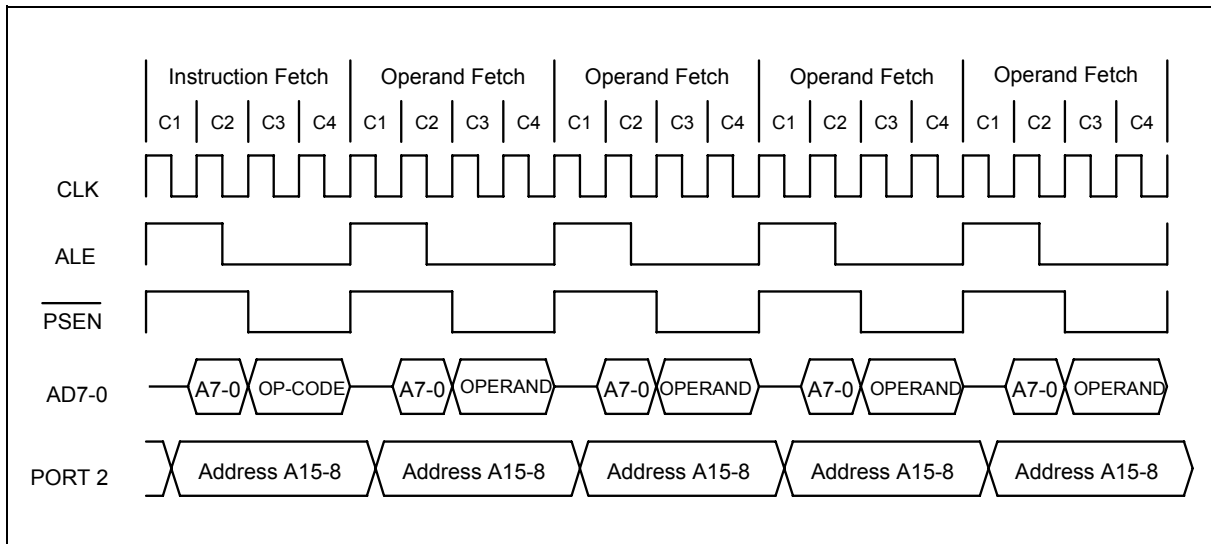 Instruction Fetch Operand Fetch Operand Fetch Operand Fetch Operand Fetch
C1 C2 C3 C4 C1 C2 C3 C4 C1 C2 C3 C4 C1 C2 C3 C4 C1 C2 C3 C4
CLK
ALE
PSEN
AD7-0 A7-0 OP-CODE A7-0 OPERAND A7-0 OPERAND A7-0 OPERAND A7-0 OPERAND
PORT 2 Address A15-8 Address A15-8 Address A15-8 Address A15-8 Address A15-8